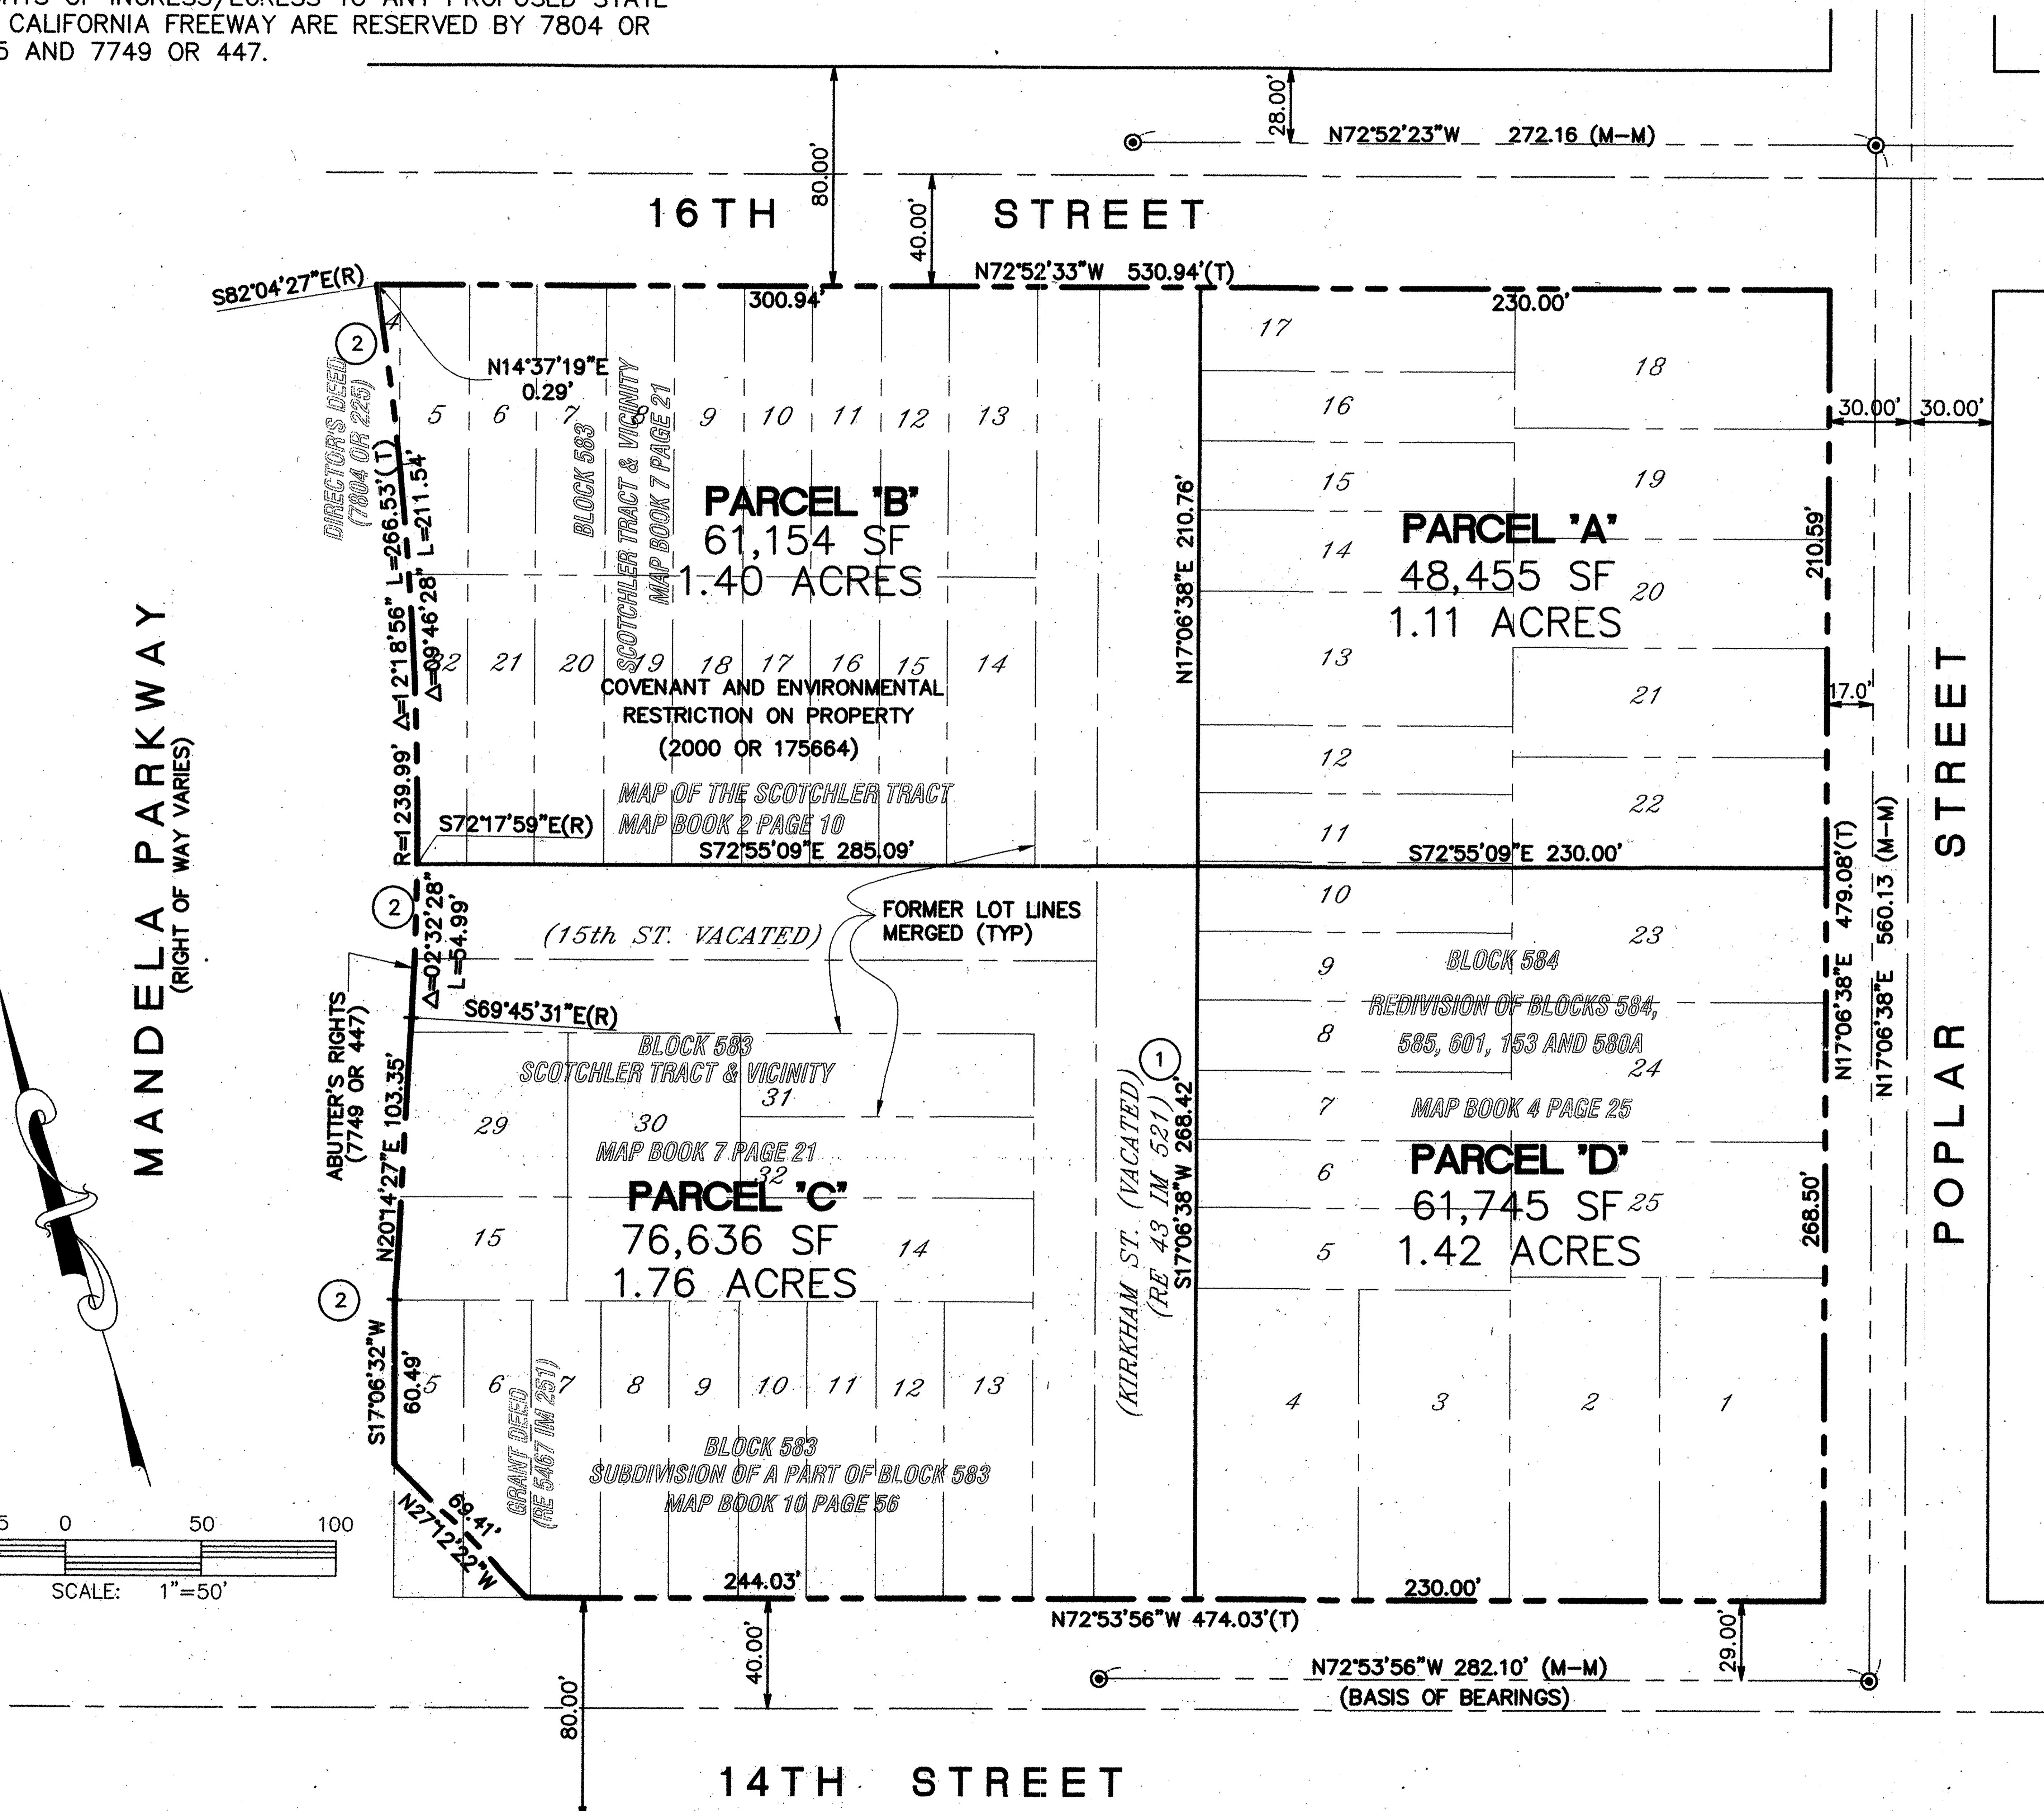 CALIFORNIA FREEWAY ARE RESERVED BY 7804 OR
5 AND 7749 OR 447.
28.00'
N72°52'23"W 272.16 (M-M)
80.00'
40.00'
16TH STREET
N72°52'33"W 530.94'(T)
S82°04'27"E(R)
300.94'
230.00'
2
4
N14°37'19"E
0.29'
DIRECTOR'S DEED
(7804 OR 225)
5 6 7 8 9 10 11 12 13
BLOCK 583
SCOTCHLER TRACT & VICINITY
MAP BOOK 7 PAGE 21
PARCEL "B"
61,154 SF
1.40 ACRES
R=1239.99' Δ=12°18'56" L=266.53'(T)
Δ=09°46'28" L=211.54'
22 21 20 19 18 17 16 15 14
COVENANT AND ENVIRONMENTAL
RESTRICTION ON PROPERTY
(2000 OR 175664)
MAP OF THE SCOTCHLER TRACT
MAP BOOK 2 PAGE 10
S72°17'59"E(R)
S72°55'09"E 285.09'
N17°06'38"E 210.76'
17
18
16
15
19
PARCEL "A"
48,455 SF
1.11 ACRES
14
20
13
21
12
22
11
210.59'
30.00' 30.00'
17.0'
S72°55'09"E 230.00'
N17°06'38"E 479.08'(T)
N17°06'38"E 560.13 (M-M)
POPLAR STREET
MANDELA PARKWAY
(RIGHT OF WAY VARIES)
2
Δ=02°32'28"
L=54.99'
(15th ST. VACATED)
FORMER LOT LINES
MERGED (TYP)
ABUTTER'S RIGHTS
(7749 OR 447)
S69°45'31"E(R)
BLOCK 583
SCOTCHLER TRACT & VICINITY
31
29
30
MAP BOOK 7 PAGE 21
32
PARCEL "C"
76,636 SF
1.76 ACRES
15
14
N20°14'27"E 103.35'
2
S17°06'32"W
60.49'
5 6 7 8 9 10 11 12 13
GRANT DEED
(RE 5467 IM 251)
BLOCK 583
SUBDIVISION OF A PART OF BLOCK 583
MAP BOOK 10 PAGE 56
69.41'
N27°12'22"W
244.03'
(KIRKHAM ST. (VACATED)
(RE 43 IM 521)
1
S17°06'38"W 268.42'
10
23
9
BLOCK 584
REDIVISION OF BLOCKS 584,
585, 601, 153 AND 580A
8
24
7
MAP BOOK 4 PAGE 25
PARCEL "D"
61,745 SF
1.42 ACRES
6
25
5
268.50'
4 3 2 1
230.00'
N72°53'56"W 474.03'(T)
29.00'
N72°53'56"W 282.10' (M-M)
(BASIS OF BEARINGS)
40.00'
80.00'
0 50 100
SCALE: 1"=50'
14TH STREET